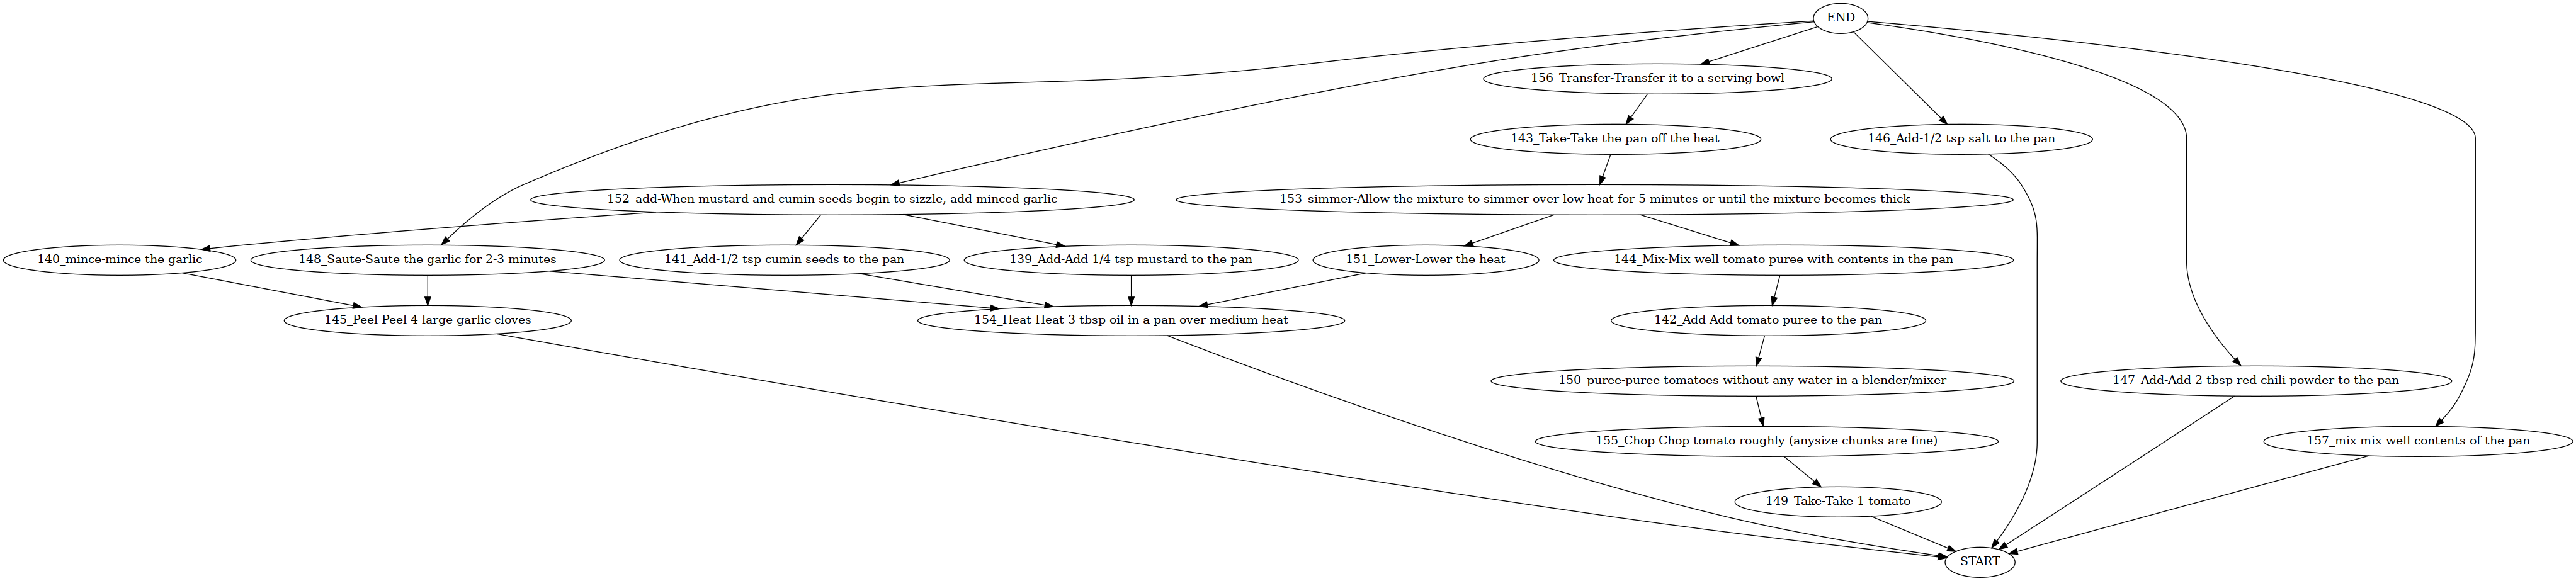 END
156_Transfer-Transfer it to a serving bowl
143_Take-Take the pan off the heat
146_Add-1/2 tsp salt to the pan
152_add-When mustard and cumin seeds begin to sizzle, add minced garlic
153_simmer-Allow the mixture to simmer over low heat for 5 minutes or until the mixture becomes thick
140_mince-mince the garlic
148_Saute-Saute the garlic for 2-3 minutes
141_Add-1/2 tsp cumin seeds to the pan
139_Add-Add 1/4 tsp mustard to the pan
151_Lower-Lower the heat
144_Mix-Mix well tomato puree with contents in the pan
145_Peel-Peel 4 large garlic cloves
154_Heat-Heat 3 tbsp oil in a pan over medium heat
142_Add-Add tomato puree to the pan
150_puree-puree tomatoes without any water in a blender/mixer
147_Add-Add 2 tbsp red chili powder to the pan
155_Chop-Chop tomato roughly (anysize chunks are fine)
157_mix-mix well contents of the pan
149_Take-Take 1 tomato
START